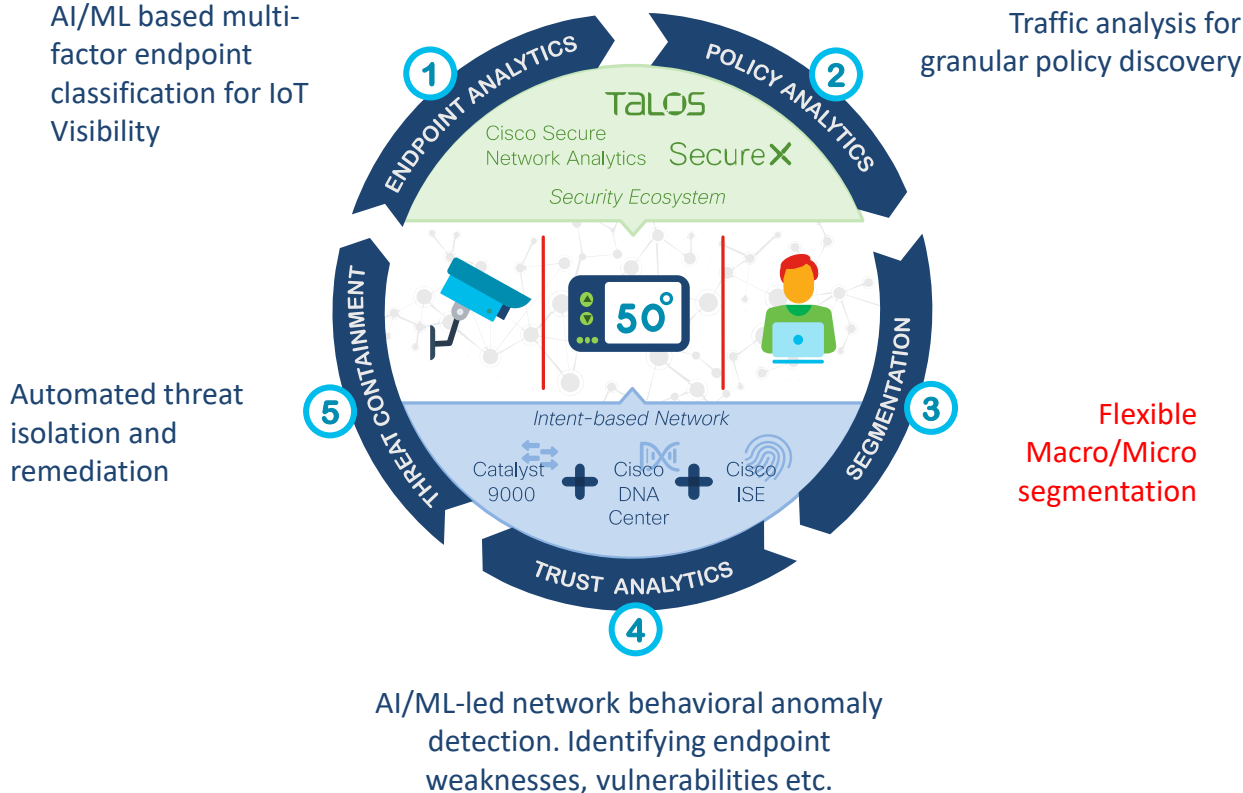 AI/ML based multi-
factor endpoint
classification for IoT
Visibility
Traffic analysis for
granular policy discovery
1
ENDPOINT ANALYTICS
2
POLICY ANALYTICS
TALOS
Cisco Secure
Network Analytics
SecureX
Security Ecosystem
50°
THREAT CONTAINMENT
5
Automated threat
isolation and
remediation
SEGMENTATION
3
Flexible
Macro/Micro
segmentation
Intent-based Network
Catalyst
9000
Cisco
DNA
Center
Cisco
ISE
TRUST ANALYTICS
4
AI/ML-led network behavioral anomaly
detection. Identifying endpoint
weaknesses, vulnerabilities etc.